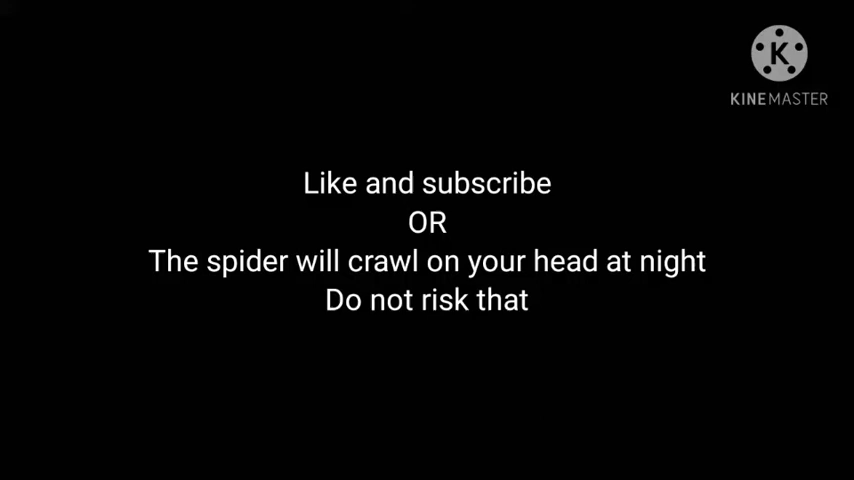 K
KINEMASTER
Like and subscribe
OR
The spider will crawl on your head at night
Do not risk that